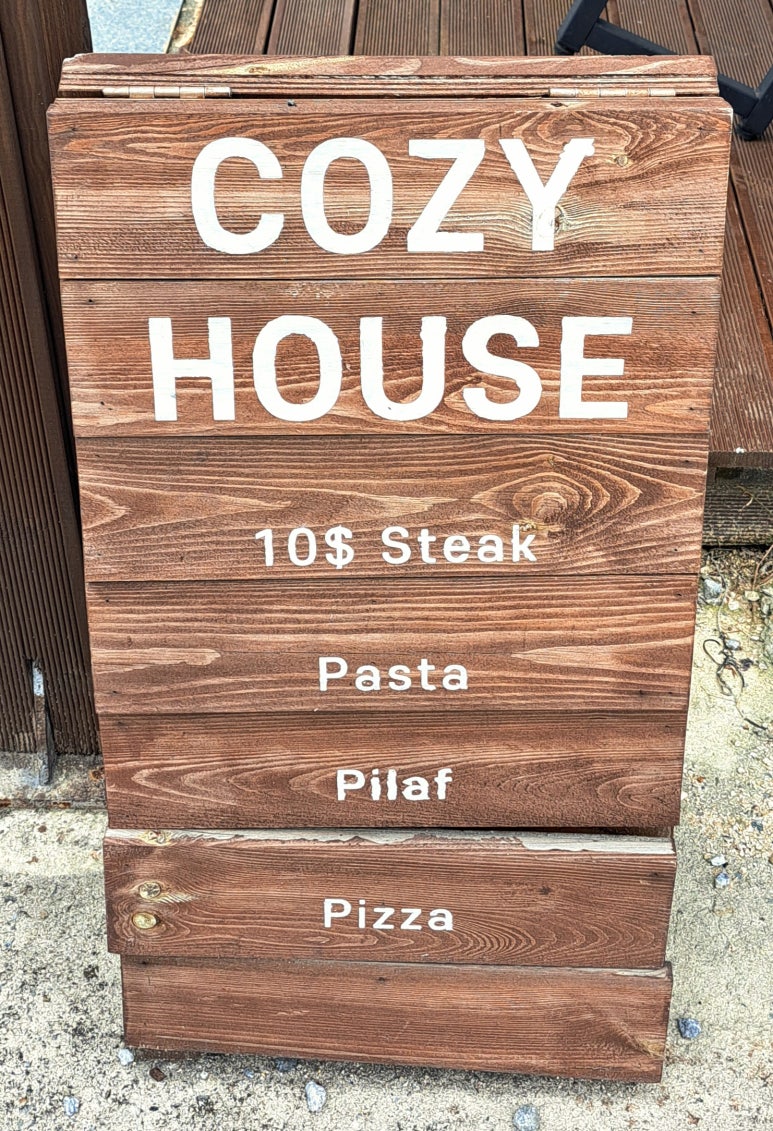 COZY
HOUSE
10$ Steak
Pasta
Pilaf
Pizza